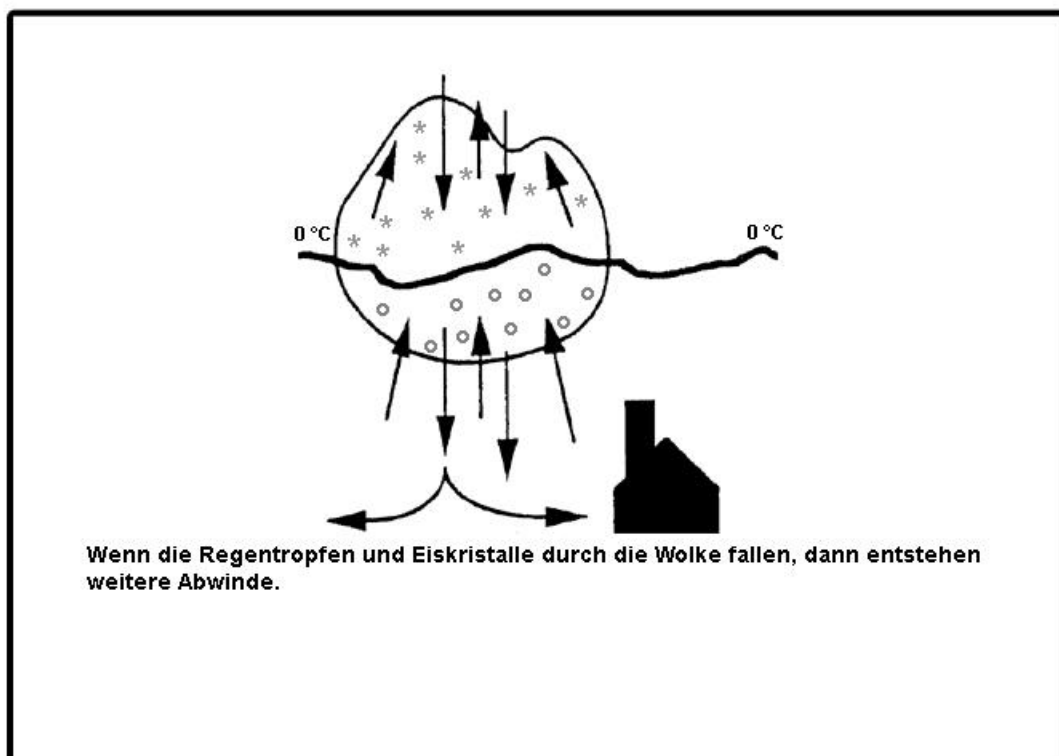 0 °C 0 °C
Wenn die Regentropfen und Eiskristalle durch die Wolke fallen, dann entstehen
weitere Abwinde.